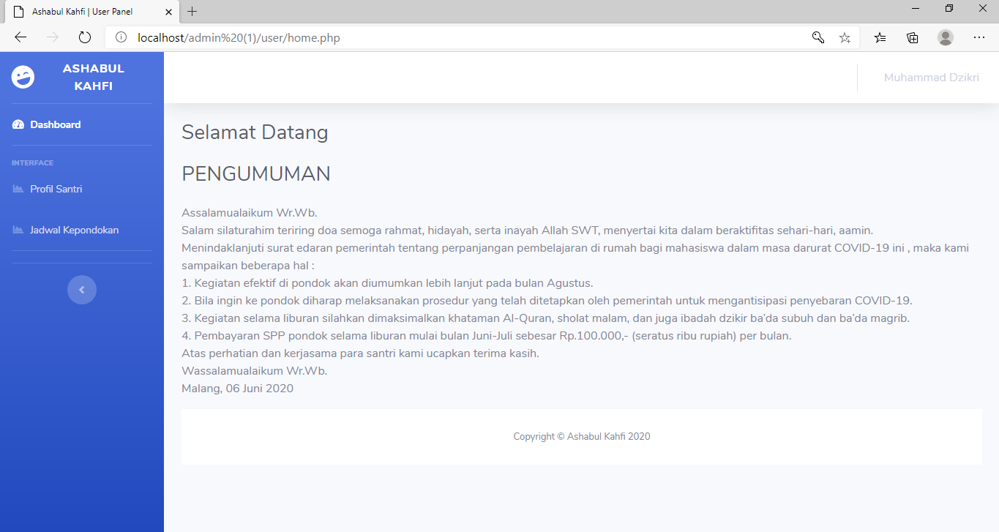 Ashabul Kahfi | User Panel
localhost/admin%20(1)/user/home.php
ASHABUL
KAHFI
Muhammad Dzikri
Dashboard
INTERFACE
Profil Santri
Jadwal Kepondokan
Selamat Datang
PENGUMUMAN
Assalamualaikum Wr.Wb.
Salam silaturahim teriring doa semoga rahmat, hidayah, serta inayah Allah SWT, menyertai kita dalam beraktifitas sehari-hari, aamin.
Menindaklanjuti surat edaran pemerintah tentang perpanjangan pembelajaran di rumah bagi mahasiswa dalam masa darurat COVID-19 ini , maka kami
sampaikan beberapa hal :
1. Kegiatan efektif di pondok akan diumumkan lebih lanjut pada bulan Agustus.
2. Bila ingin ke pondok diharap melaksanakan prosedur yang telah ditetapkan oleh pemerintah untuk mengantisipasi penyebaran COVID-19.
3. Kegiatan selama liburan silahkan dimaksimalkan khataman Al-Quran, sholat malam, dan juga ibadah dzikir ba’da subuh dan ba’da magrib.
4. Pembayaran SPP pondok selama liburan mulai bulan Juni-Juli sebesar Rp.100.000,- (seratus ribu rupiah) per bulan.
Atas perhatian dan kerjasama para santri kami ucapkan terima kasih.
Wassalamualaikum Wr.Wb.
Malang, 06 Juni 2020
Copyright © Ashabul Kahfi 2020